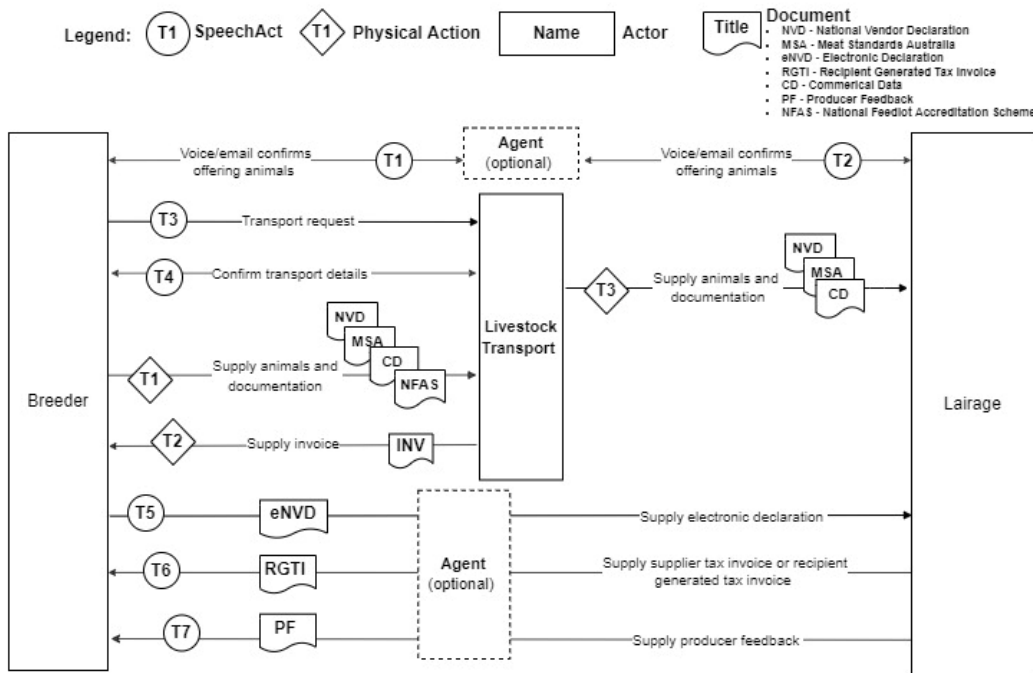 Legend: T1 SpeechAct T1 Physical Action Name Actor Title Document
• NVD - National Vendor Declaration
• MSA - Meat Standards Australia
• eNVD - Electronic Declaration
• RGTI - Recipient Generated Tax Invoice
• CD - Commerical Data
• PF - Producer Feedback
• NFAS - National Feedlot Accreditation Scheme
Breeder
Voice/email confirms
offering animals
T1
Agent
(optional)
Voice/email confirms
offering animals
T2
T3 Transport request
T4 Confirm transport details
Livestock
Transport
T3
Supply animals and
documentation
NVD
MSA
CD
Lairage
T1
Supply animals and
documentation
NVD
MSA
CD
NFAS
T2 Supply invoice INV
T5 eNVD
Agent
(optional)
Supply electronic declaration
T6 RGTI
Supply supplier tax invoice or recipient
generated tax invoice
T7 PF
Supply producer feedback